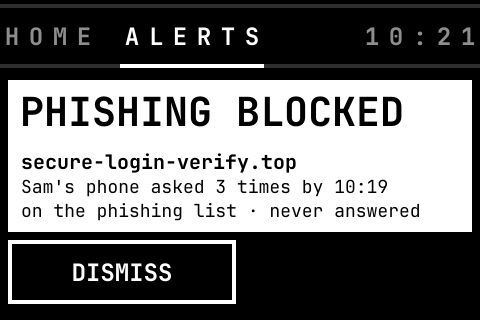 HOME ALERTS 10:21
PHISHING BLOCKED
secure-login-verify.top
Sam's phone asked 3 times by 10:19
on the phishing list · never answered
DISMISS